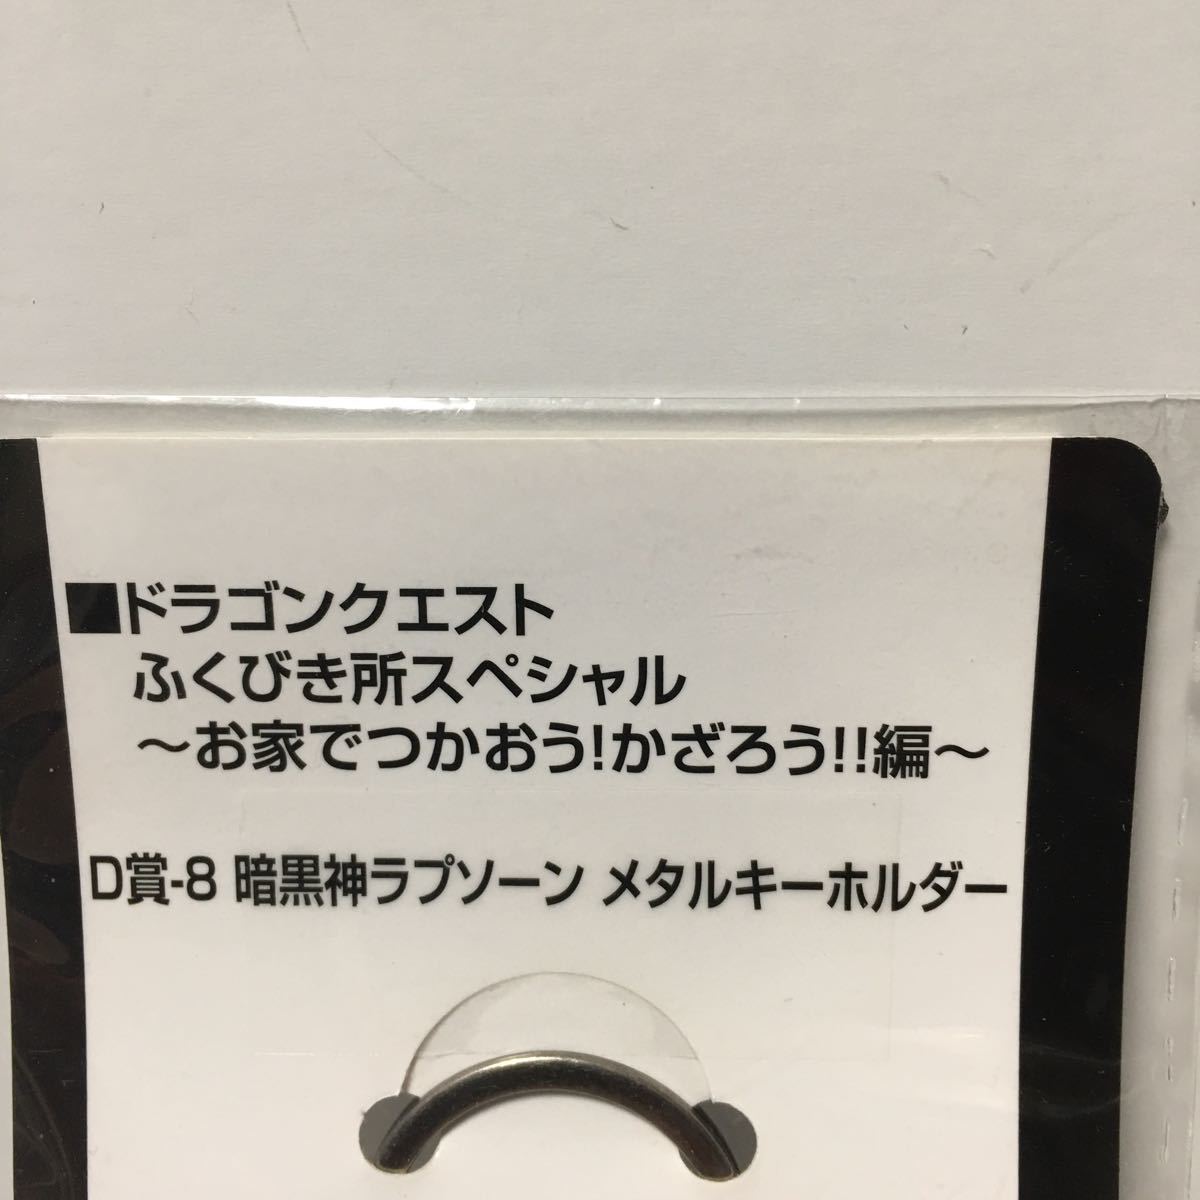 ■ドラゴンクエスト
ふくびき所スペシャル
〜お家でつかおう!かざろう!!編〜
D賞-8 暗黒神ラプソーン メタルキーホルダー